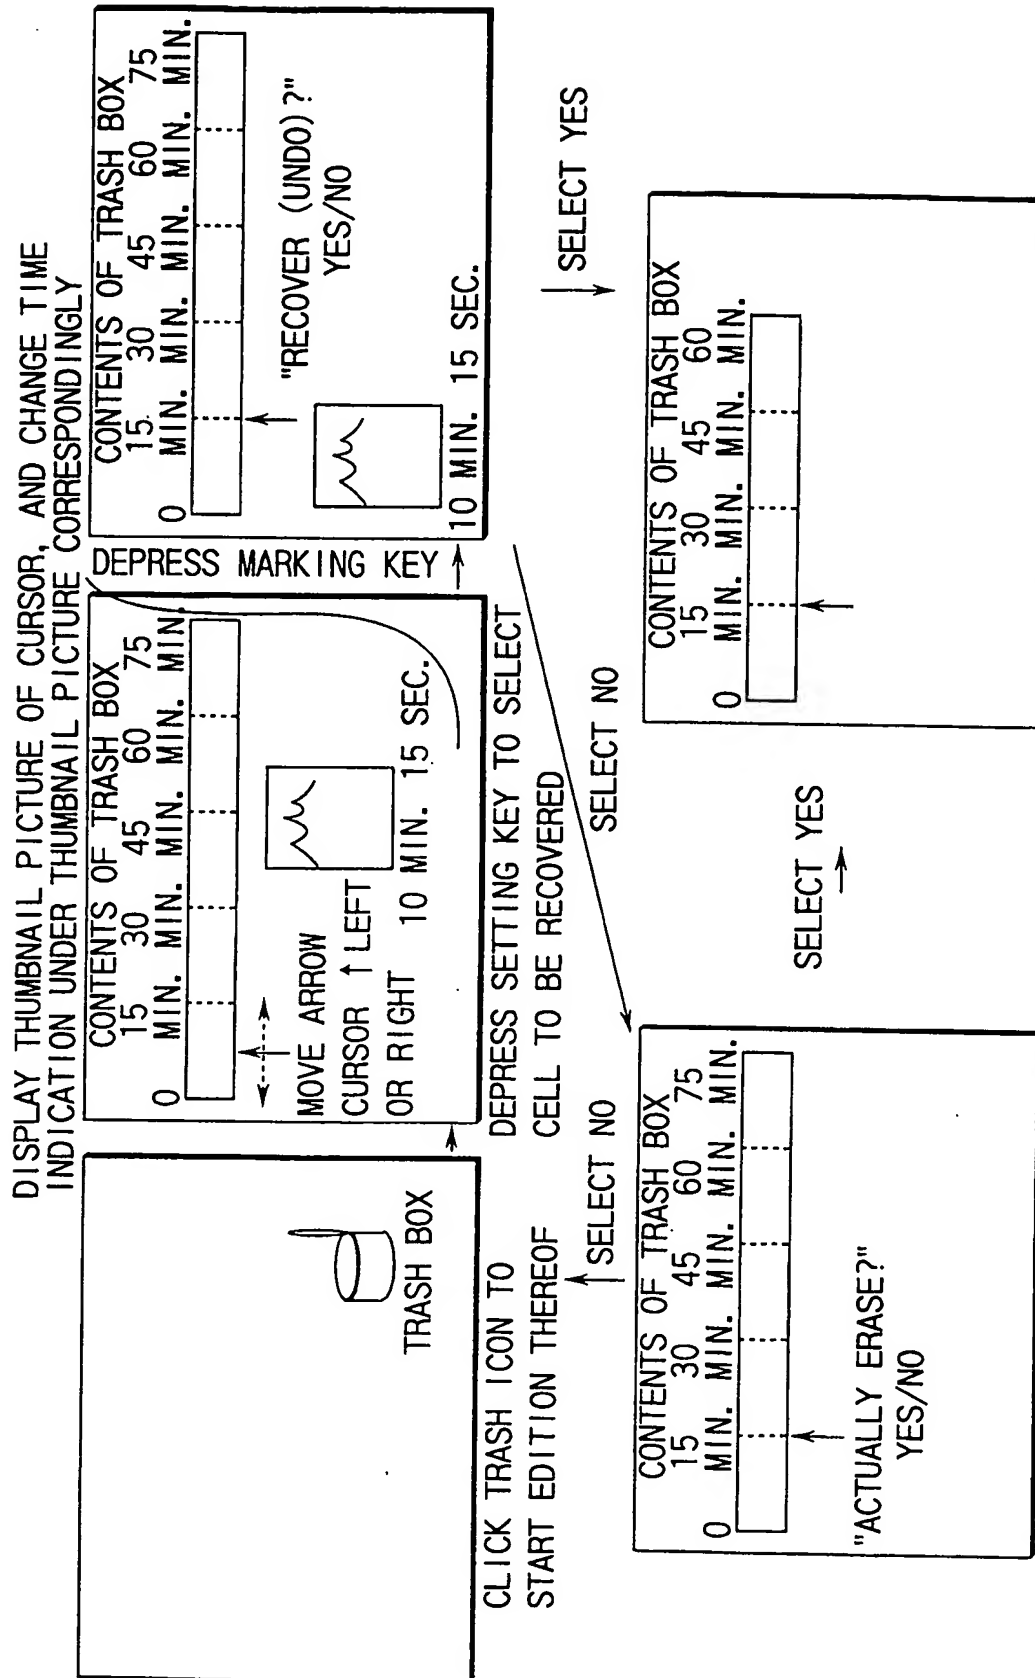 DISPLAY THUMBNAIL PICTURE OF CURSOR, AND CHANGE TIME
INDICATION UNDER THUMBNAIL PICTURE CORRESPONDINGLY
TRASH BOX
CLICK TRASH ICON TO
START EDITION THEREOF
CONTENTS OF TRASH BOX
15 30 45 60 75
0 MIN. MIN. MIN. MIN. MIN.
MOVE ARROW
CURSOR ↑ LEFT
OR RIGHT
10 MIN. 15 SEC.
DEPRESS SETTING KEY TO SELECT
CELL TO BE RECOVERED
DEPRESS MARKING KEY
CONTENTS OF TRASH BOX
15 30 45 60 75
0 MIN. MIN. MIN. MIN. MIN.
"RECOVER (UNDO)?"
YES/NO
10 MIN. 15 SEC.
SELECT YES
SELECT NO
SELECT NO
CONTENTS OF TRASH BOX
15 30 45 60 75
0 MIN. MIN. MIN. MIN. MIN.
"ACTUALLY ERASE?"
YES/NO
SELECT YES
CONTENTS OF TRASH BOX
15 30 45 60
0 MIN. MIN. MIN. MIN.